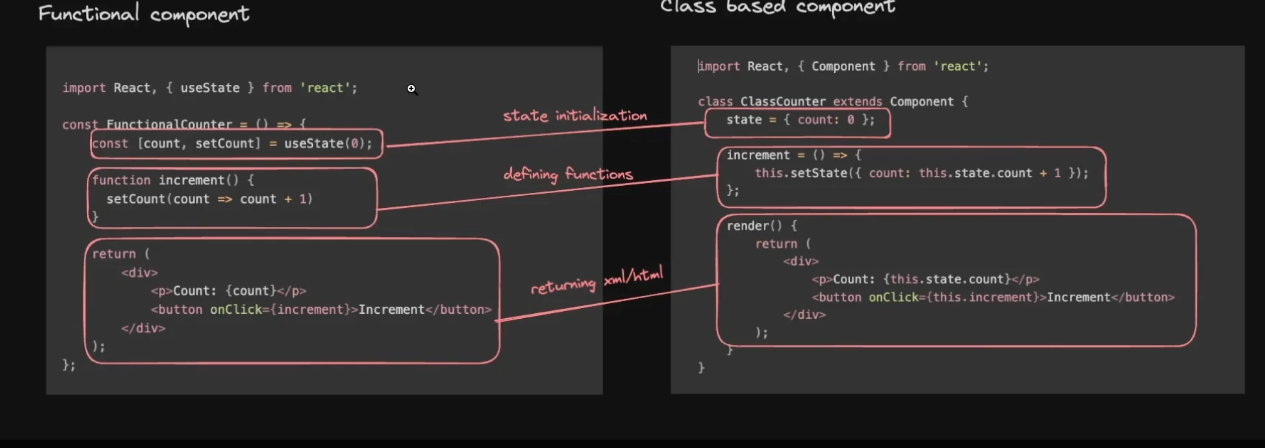 Functional component
import React, { useState } from 'react';
const FunctionalCounter = () => {
const [count, setCount] = useState(0);
function increment() {
setCount(count => count + 1)
}
return (
<div>
<p>Count: {count}</p>
<button onClick={increment}>Increment</button>
</div>
);
};
state initialization
defining functions
returning xml/html
Class based component
import React, { Component } from 'react';
class ClassCounter extends Component {
state = { count: 0 };
increment = () => {
this.setState({ count: this.state.count + 1 });
};
render() {
return (
<div>
<p>Count: {this.state.count}</p>
<button onClick={this.increment}>Increment</button>
</div>
);
}
}